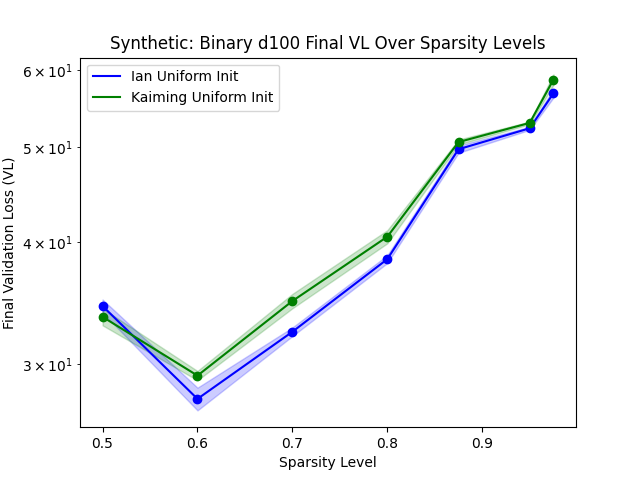 Synthetic: Binary d100 Final VL Over Sparsity Levels
Ian Uniform Init
Kaiming Uniform Init
Final Validation Loss (VL)
6 × 10¹
5 × 10¹
4 × 10¹
3 × 10¹
0.5 0.6 0.7 0.8 0.9
Sparsity Level